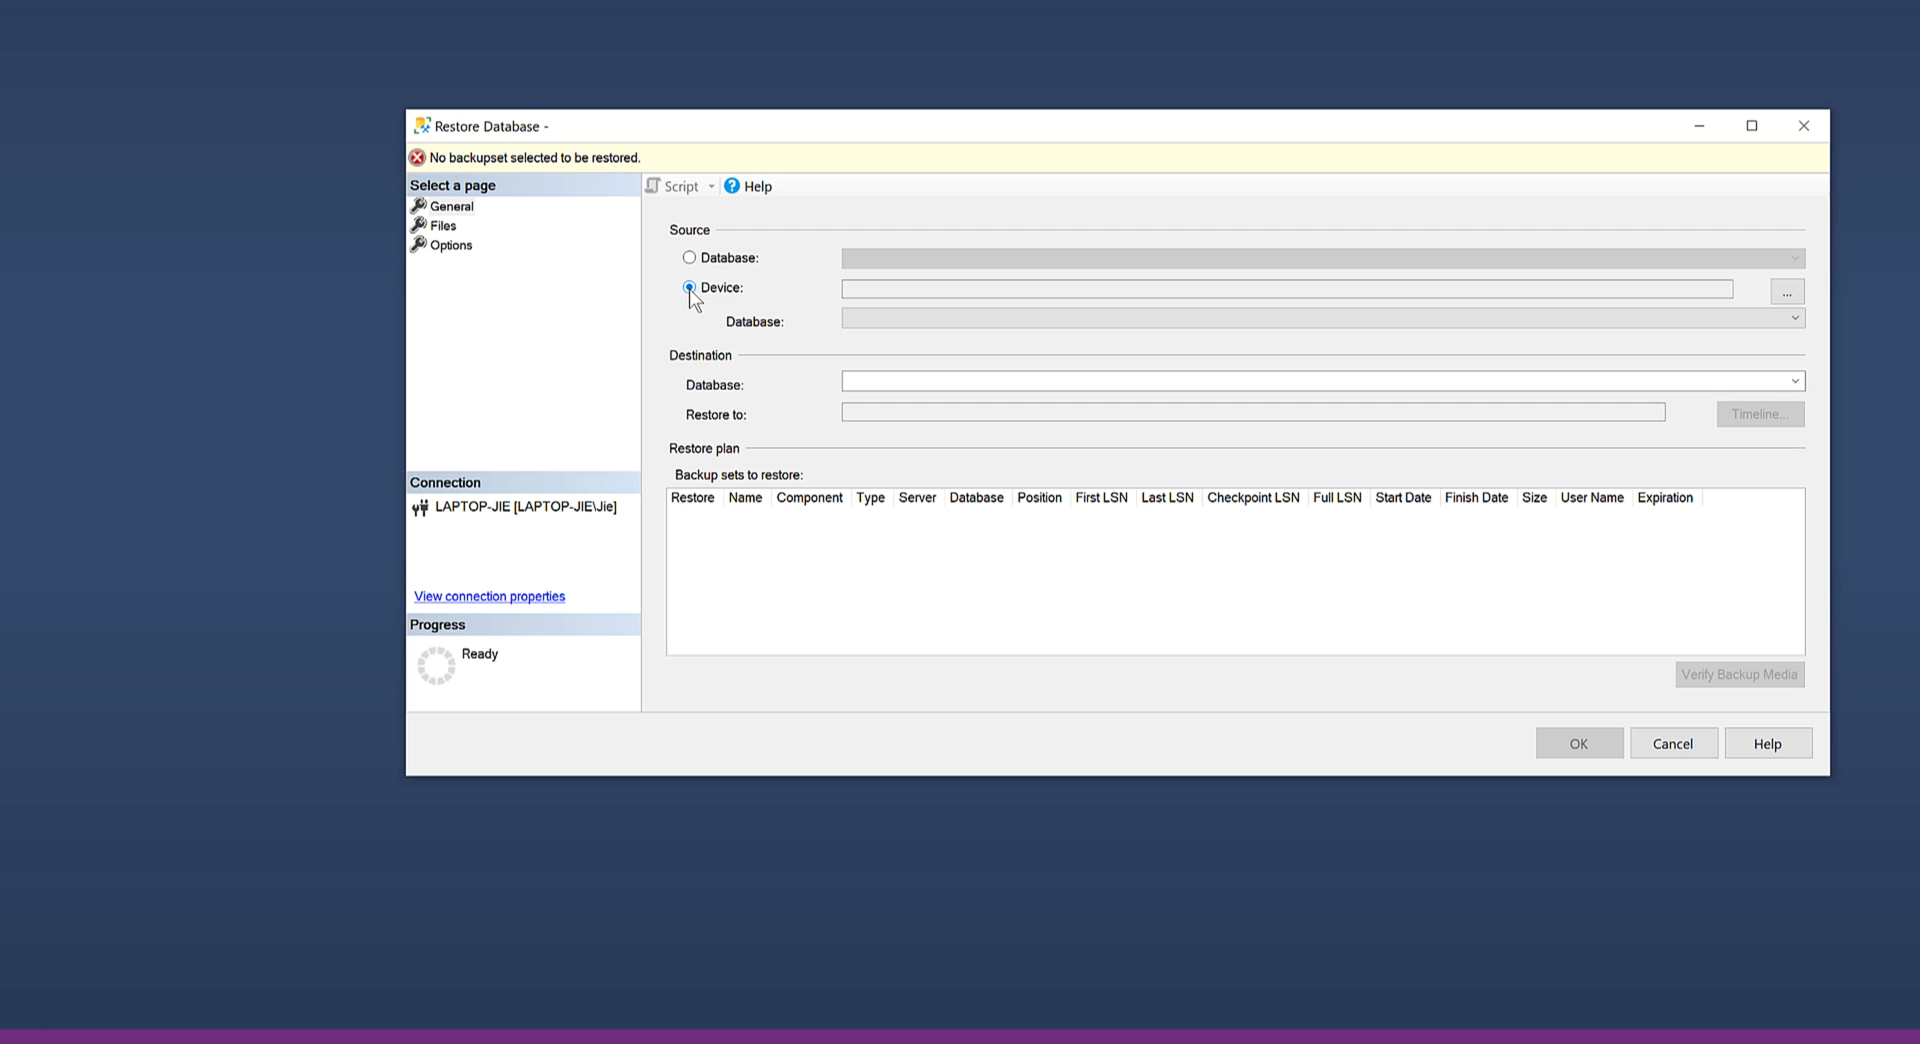 Restore Database -
No backupset selected to be restored.
Select a page
General
Files
Options
Script
Help
Source
Database:
Device:
...
Database:
Destination
Database:
Restore to:
Timeline...
Restore plan
Backup sets to restore:
Restore Name Component Type Server Database Position First LSN Last LSN Checkpoint LSN Full LSN Start Date Finish Date Size User Name Expiration
Connection
LAPTOP-JIE [LAPTOP-JIE\Jie]
View connection properties
Progress
Ready
Verify Backup Media
OK Cancel Help